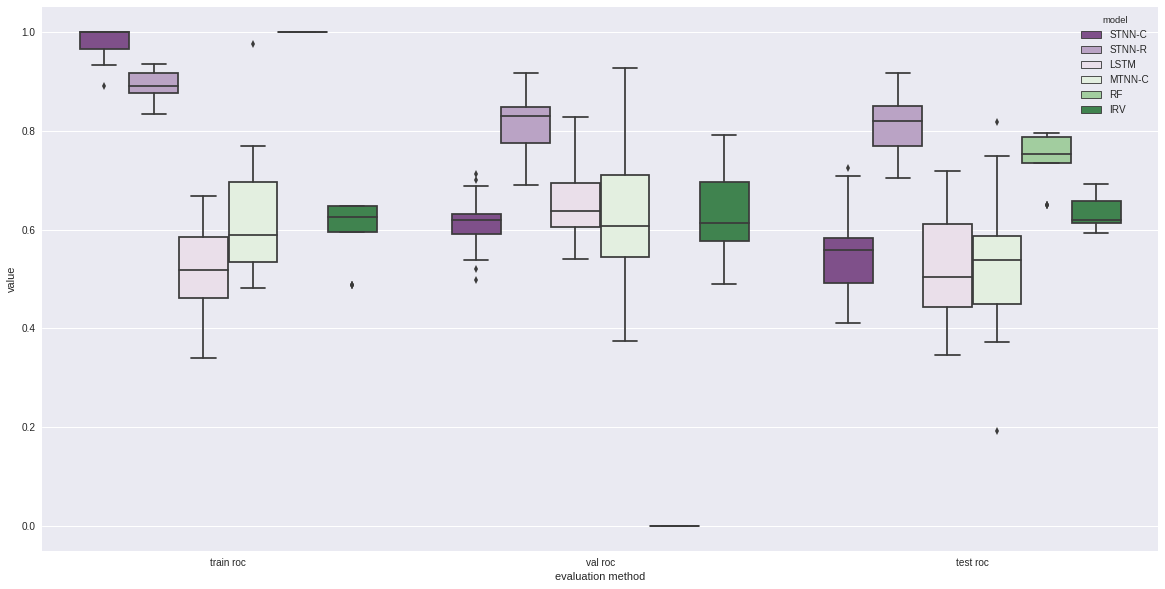 model
STNN-C
STNN-R
LSTM
MTNN-C
RF
IRV
1.0
0.8
0.6
0.4
0.2
0.0
value
train roc
val roc
test roc
evaluation method